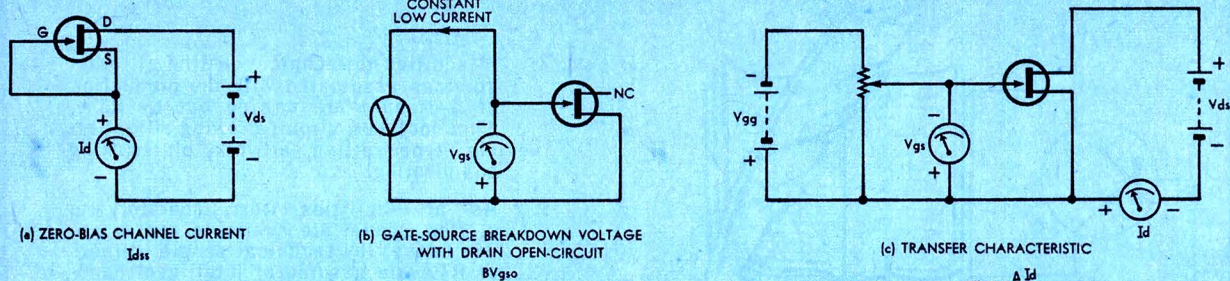 G
D
S
+
Id
−
+
Vds
−
(a) ZERO-BIAS CHANNEL CURRENT
Idss
CONSTANT
LOW CURRENT
V
NC
−
Vgs
+
(b) GATE-SOURCE BREAKDOWN VOLTAGE
WITH DRAIN OPEN-CIRCUIT
BVgso
−
Vgg
+
−
Vgs
+
+
Vds
−
+
−
Id
(c) TRANSFER CHARACTERISTIC
Δ Id